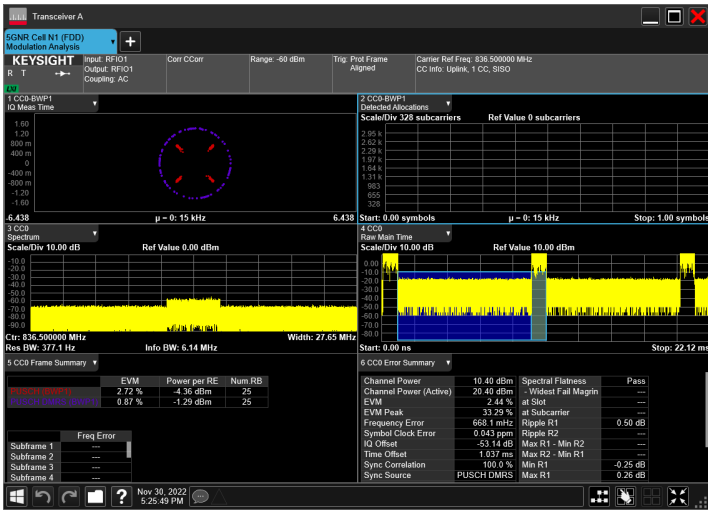 Transceiver A
5GNR Cell N1 (FDD)
Modulation Analysis
KEYSIGHT
R T
LXI
Input: RFIO1
Output: RFIO1
Coupling: AC
Corr CCorr
Range: -60 dBm
Trig: Prot Frame
Aligned
Carrier Ref Freq: 836.500000 MHz
CC Info: Uplink, 1 CC, SISO
1 CC0-BWP1
IQ Meas Time
1.60
1.20
800 m
400 m
0
-400 m
-800 m
-1.20
-1.60
-6.438
μ – 0: 15 kHz
6.438
2 CC0-BWP1
Detected Allocations
Scale/Div 328 subcarriers
Ref Value 0 subcarriers
2.95 k
2.62 k
2.29 k
1.97 k
1.64 k
1.31 k
983
655
328
Start: 0.00 symbols
μ – 0: 15 kHz
Stop: 1.00 symbols
3 CC0
Spectrum
Scale/Div 10.00 dB
Ref Value 0.00 dBm
-10.0
-20.0
-30.0
-40.0
-50.0
-60.0
-70.0
-80.0
-90.0
Ctr: 836.500000 MHz
Width: 27.65 MHz
Res BW: 377.1 Hz
Info BW: 6.14 MHz
4 CC0
Raw Main Time
Scale/Div 10.00 dB
Ref Value 10.00 dBm
0.00
-10.0
-20.0
-30.0
-40.0
-50.0
-60.0
-70.0
-80.0
Start: 0.00 ns
Stop: 22.12 ms
5 CC0 Frame Summary
EVM Power per RE Num.RB
2.72 % -4.36 dBm 25
0.87 % -1.29 dBm 25
Freq Error
Subframe 1 ---
Subframe 2 ---
Subframe 3 ---
Subframe 4 ---
6 CC0 Error Summary
Channel Power 10.40 dBm
Channel Power (Active) 20.40 dBm
EVM 2.44 %
EVM Peak 33.29 %
Frequency Error 668.1 mHz
Symbol Clock Error 0.043 ppm
IQ Offset -53.14 dB
Time Offset 1.037 ms
Sync Correlation 100.0 %
Sync Source PUSCH DMRS
Spectral Flatness Pass
- Widest Fail Magrin ---
at Slot ---
at Subcarrier ---
Ripple R1 0.50 dB
Ripple R2 ---
Max R1 - Min R2 ---
Max R2 - Min R1 ---
Min R1 -0.25 dB
Max R1 0.26 dB
Nov 30, 2022
5:25:49 PM